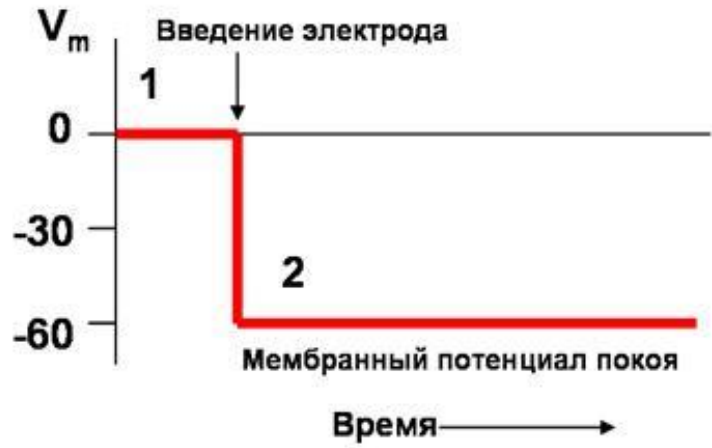 Vm
Введение электрода
1
0
-30
2
-60
Мембранный потенциал покоя
Время